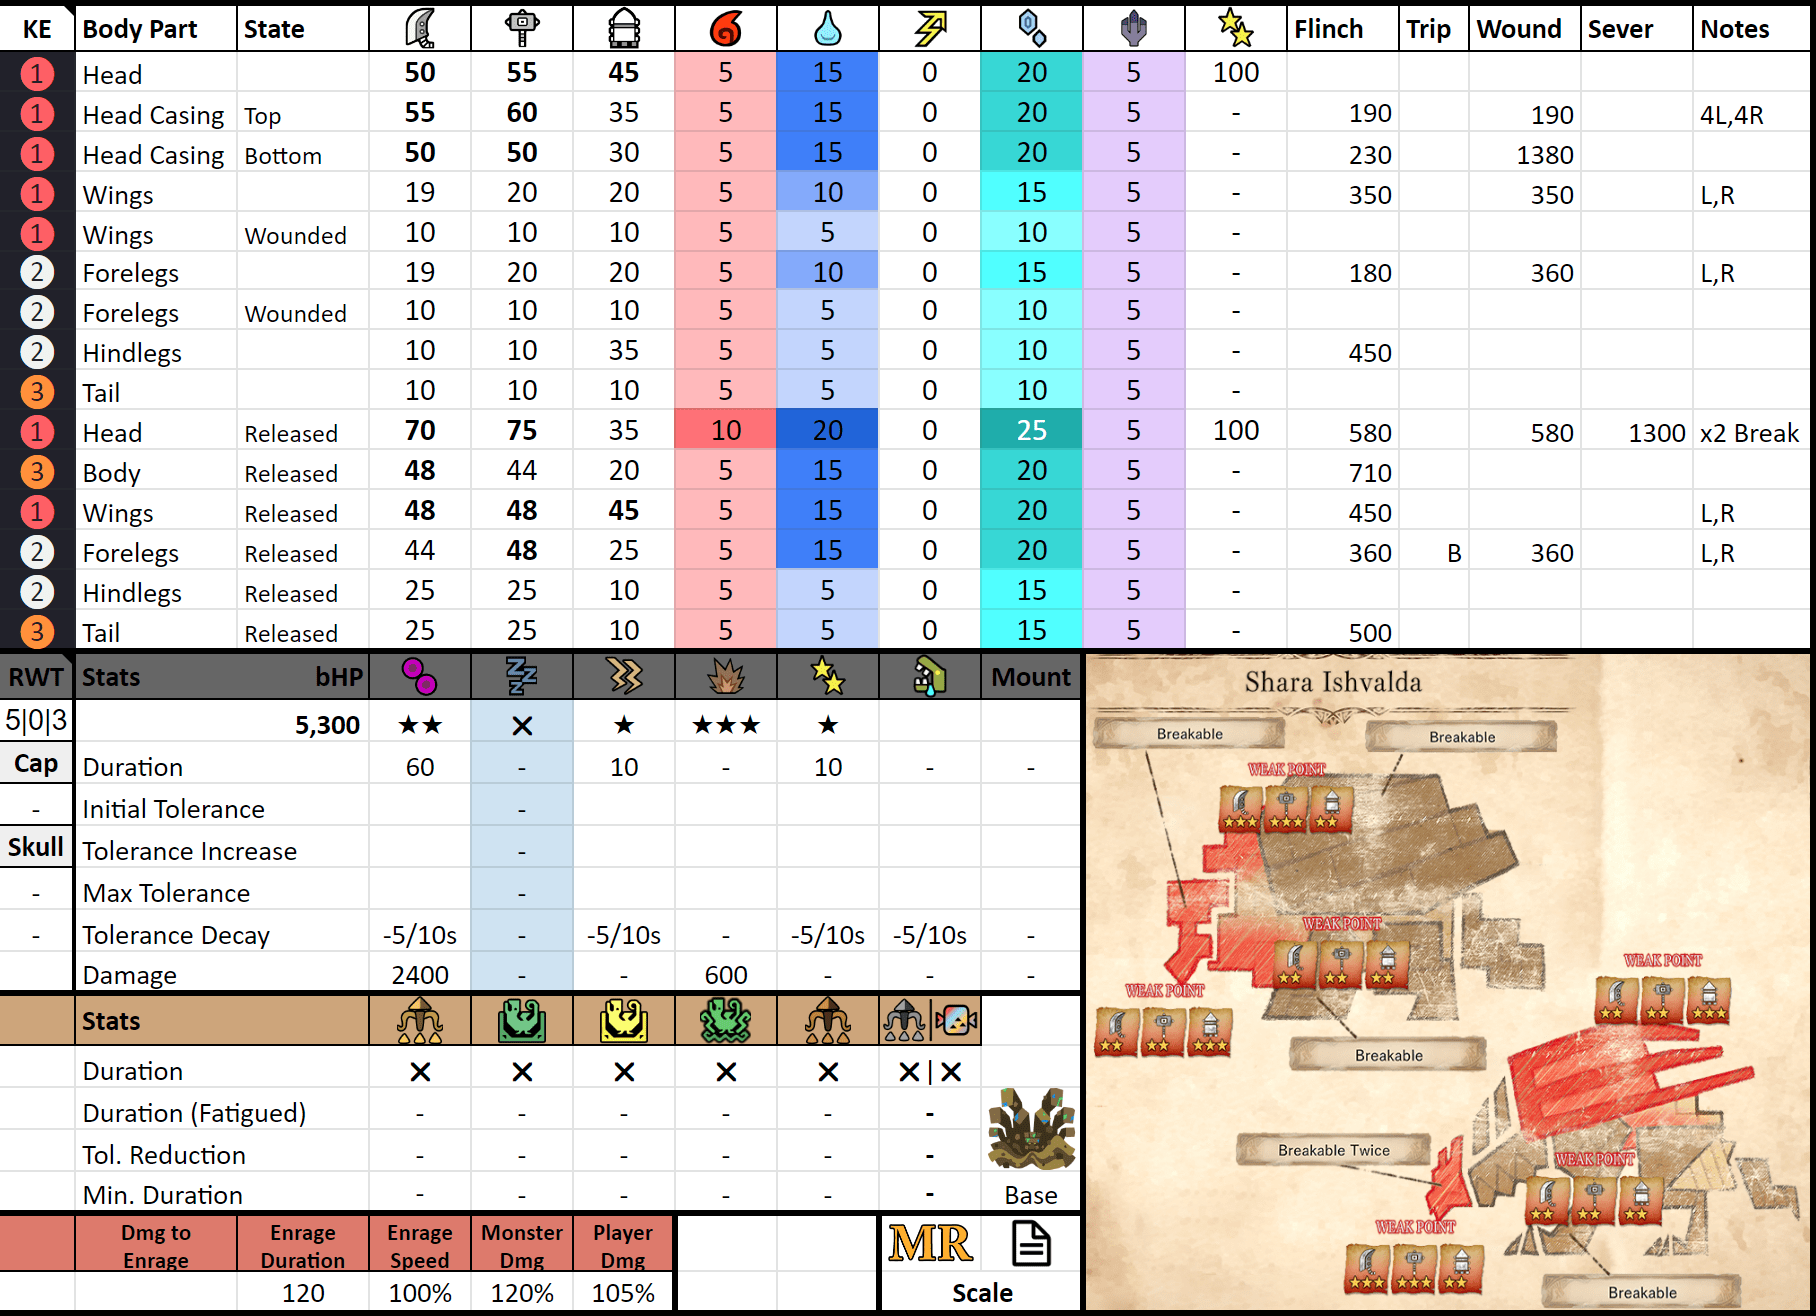 KE Body Part State Flinch Trip Wound Sever Notes
1 Head 50 55 45 5 15 0 20 5 100
1 Head Casing Top 55 60 35 5 15 0 20 5 - 190 190 4L,4R
1 Head Casing Bottom 50 50 30 5 15 0 20 5 - 230 1380
1 Wings 19 20 20 5 10 0 15 5 - 350 350 L,R
1 Wings Wounded 10 10 10 5 5 0 10 5 -
2 Forelegs 19 20 20 5 10 0 15 5 - 180 360 L,R
2 Forelegs Wounded 10 10 10 5 5 0 10 5 -
2 Hindlegs 10 10 35 5 5 0 10 5 - 450
3 Tail 10 10 10 5 5 0 10 5 -
1 Head Released 70 75 35 10 20 0 25 5 100 580 580 1300 x2 Break
3 Body Released 48 44 20 5 15 0 20 5 - 710
1 Wings Released 48 48 45 5 15 0 20 5 - 450 L,R
2 Forelegs Released 44 48 25 5 15 0 20 5 - 360 B 360 L,R
2 Hindlegs Released 25 25 10 5 5 0 15 5 -
3 Tail Released 25 25 10 5 5 0 15 5 - 500
RWT Stats bHP Mount
5|0|3 5,300 ★★ ✕ ★ ★★★ ★
Cap Duration 60 - 10 - 10 - -
- Initial Tolerance -
Skull Tolerance Increase -
- Max Tolerance -
- Tolerance Decay -5/10s - -5/10s - -5/10s -5/10s -
Damage 2400 - - 600 - - -
Stats
Duration ✕ ✕ ✕ ✕ ✕ ✕|✕
Duration (Fatigued) - - - - - -
Tol. Reduction - - - - - -
Min. Duration - - - - - - Base
Dmg to Enrage Enrage Duration Enrage Speed Monster Dmg Player Dmg MR
120 100% 120% 105% Scale
Shara Ishvalda
Breakable
Breakable
WEAK POINT
WEAK POINT
WEAK POINT
WEAK POINT
Breakable
Breakable Twice
WEAK POINT
WEAK POINT
Breakable